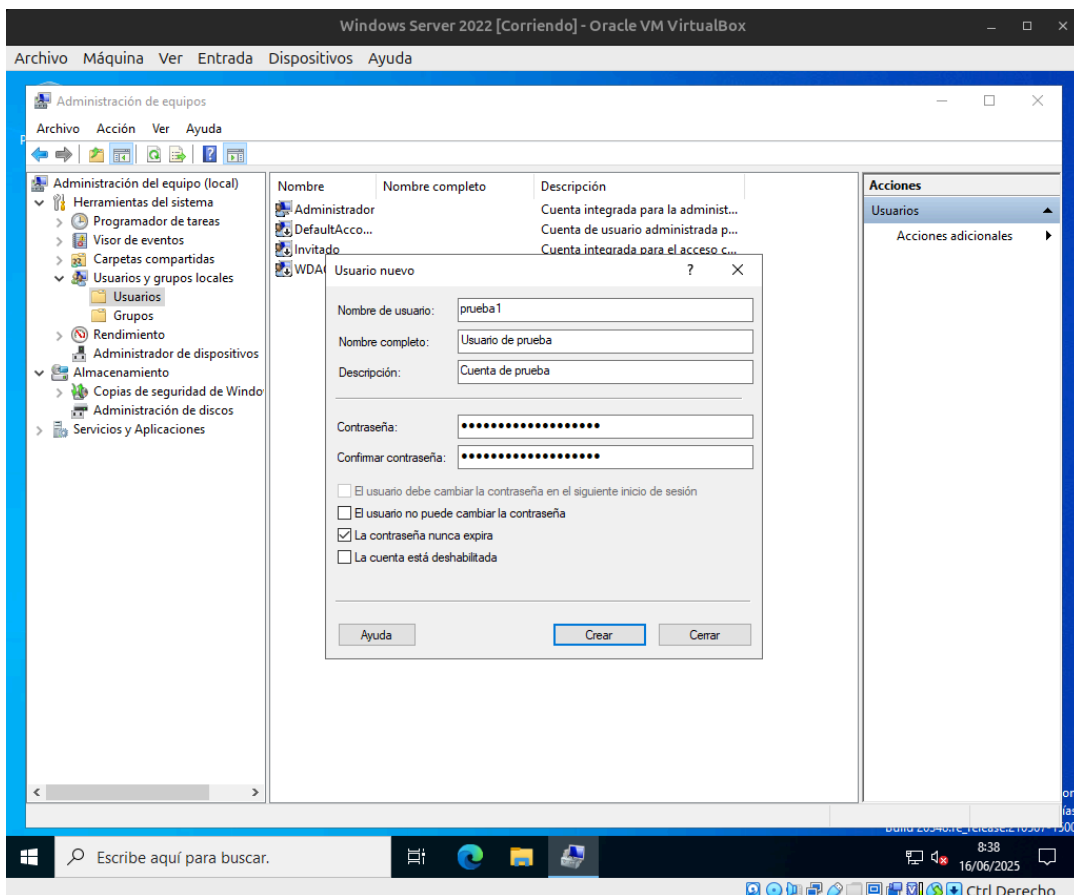 Windows Server 2022 [Corriendo] - Oracle VM VirtualBox
Archivo Máquina Ver Entrada Dispositivos Ayuda
Administración de equipos
Archivo Acción Ver Ayuda
Administración del equipo (local)
Herramientas del sistema
Programador de tareas
Visor de eventos
Carpetas compartidas
Usuarios y grupos locales
Usuarios
Grupos
Rendimiento
Administrador de dispositivos
Almacenamiento
Copias de seguridad de Windo
Administración de discos
Servicios y Aplicaciones
Nombre Nombre completo Descripción
Administrador Cuenta integrada para la administ...
DefaultAcco... Cuenta de usuario administrada p...
Invitado Cuenta integrada para el acceso c...
WDA
Usuario nuevo ?
Nombre de usuario: prueba1
Nombre completo: Usuario de prueba
Descripción: Cuenta de prueba
Contraseña: •••••••••••••••••••
Confirmar contraseña: •••••••••••••••••••
El usuario debe cambiar la contraseña en el siguiente inicio de sesión
El usuario no puede cambiar la contraseña
La contraseña nunca expira
La cuenta está deshabilitada
Ayuda Crear Cerrar
Acciones
Usuarios
Acciones adicionales
Escribe aquí para buscar.
8:38
16/06/2025
Ctrl Derecho